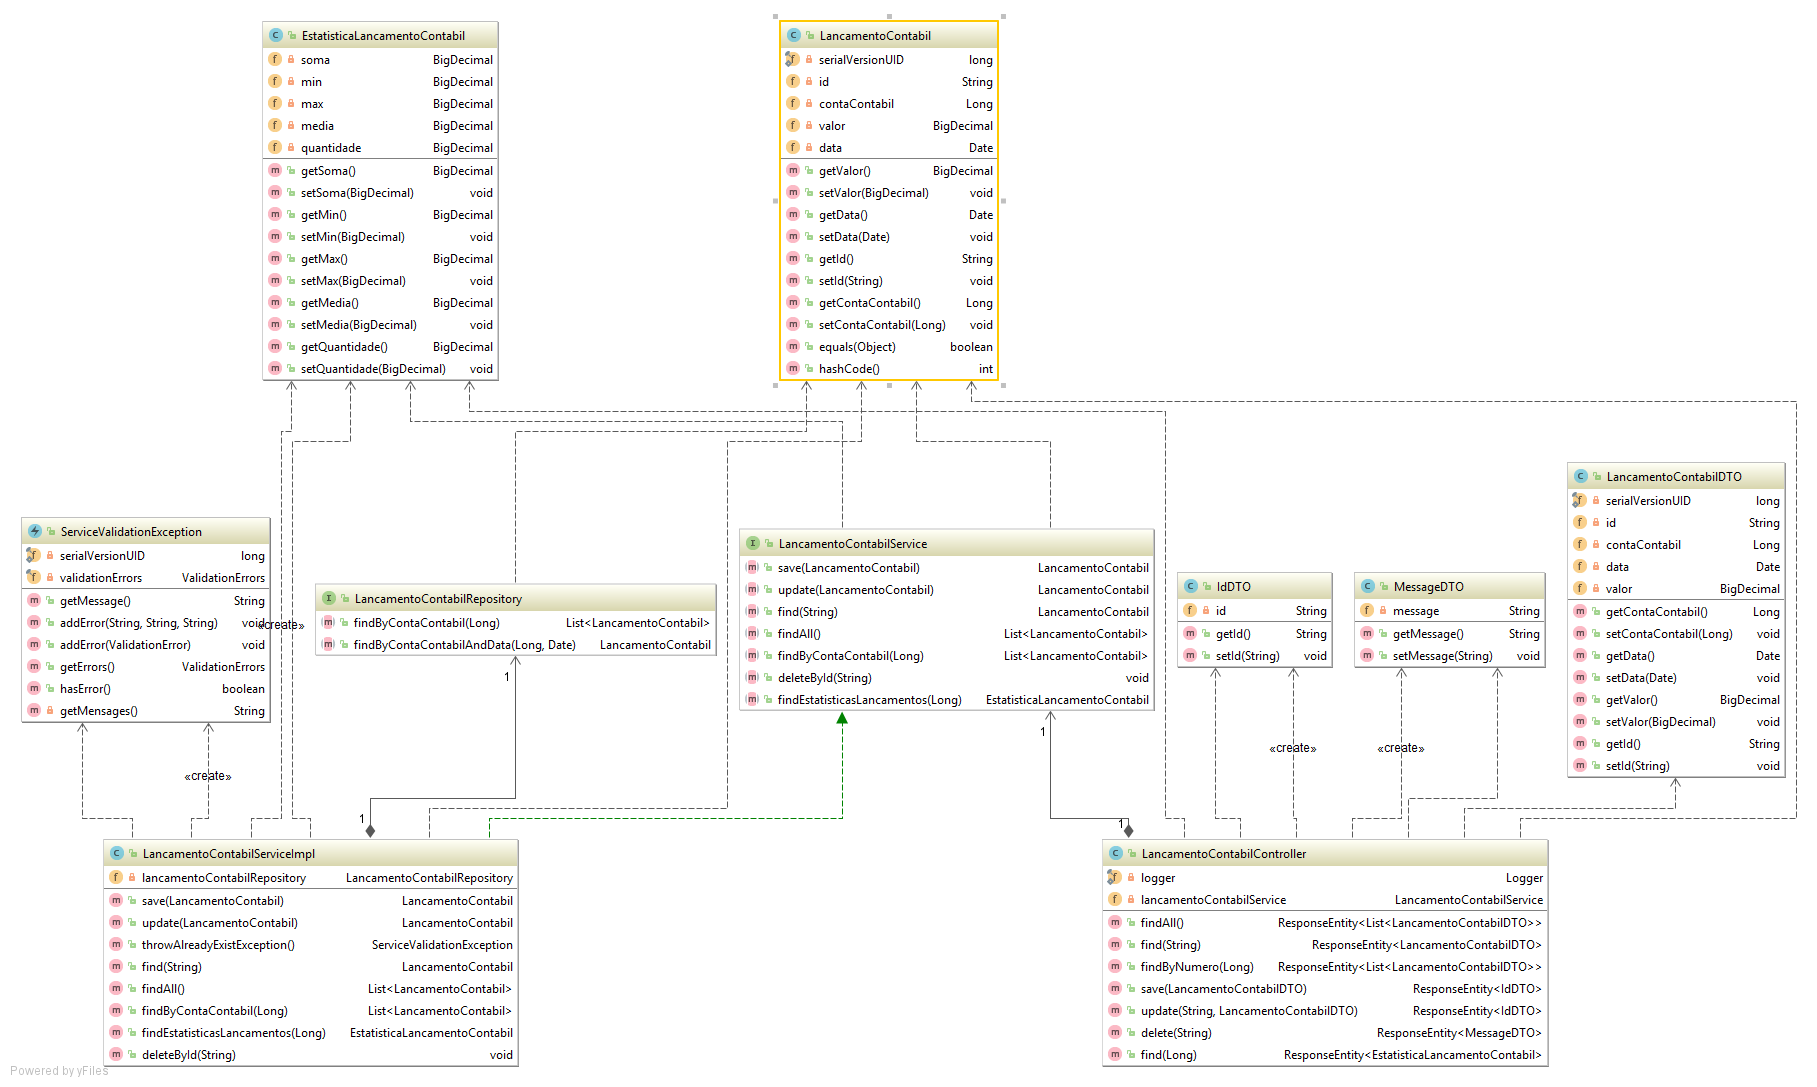 EstatisticaLancamentoContabil
soma BigDecimal
min BigDecimal
max BigDecimal
media BigDecimal
quantidade BigDecimal
getSoma() BigDecimal
setSoma(BigDecimal) void
getMin() BigDecimal
setMin(BigDecimal) void
getMax() BigDecimal
setMax(BigDecimal) void
getMedia() BigDecimal
setMedia(BigDecimal) void
getQuantidade() BigDecimal
setQuantidade(BigDecimal) void
LancamentoContabil
serialVersionUID long
id String
contaContabil Long
valor BigDecimal
data Date
getValor() BigDecimal
setValor(BigDecimal) void
getData() Date
setData(Date) void
getId() String
setId(String) void
getContaContabil() Long
setContaContabil(Long) void
equals(Object) boolean
hashCode() int
ServiceValidationException
serialVersionUID long
validationErrors ValidationErrors
getMessage() String
addError(String, String, String) void
addError(ValidationError) void
getErrors() ValidationErrors
hasError() boolean
getMensages() String
«create»
«create»
LancamentoContabilRepository
findByContaContabil(Long) List<LancamentoContabil>
findByContaContabilAndData(Long, Date) LancamentoContabil
1
1
LancamentoContabilService
save(LancamentoContabil) LancamentoContabil
update(LancamentoContabil) LancamentoContabil
find(String) LancamentoContabil
findAll() List<LancamentoContabil>
findByContaContabil(Long) List<LancamentoContabil>
deleteById(String) void
findEstatisticasLancamentos(Long) EstatisticaLancamentoContabil
1
1
IdDTO
id String
getId() String
setId(String) void
«create»
MessageDTO
message String
getMessage() String
setMessage(String) void
«create»
LancamentoContabilDTO
serialVersionUID long
id String
contaContabil Long
data Date
valor BigDecimal
getContaContabil() Long
setContaContabil(Long) void
getData() Date
setData(Date) void
getValor() BigDecimal
setValor(BigDecimal) void
getId() String
setId(String) void
LancamentoContabilServiceImpl
lancamentoContabilRepository LancamentoContabilRepository
save(LancamentoContabil) LancamentoContabil
update(LancamentoContabil) LancamentoContabil
throwAlreadyExistException() ServiceValidationException
find(String) LancamentoContabil
findAll() List<LancamentoContabil>
findByContaContabil(Long) List<LancamentoContabil>
findEstatisticasLancamentos(Long) EstatisticaLancamentoContabil
deleteById(String) void
LancamentoContabilController
logger Logger
lancamentoContabilService LancamentoContabilService
findAll() ResponseEntity<List<LancamentoContabilDTO>>
find(String) ResponseEntity<LancamentoContabilDTO>
findByNumero(Long) ResponseEntity<List<LancamentoContabilDTO>>
save(LancamentoContabilDTO) ResponseEntity<IdDTO>
update(String, LancamentoContabilDTO) ResponseEntity<IdDTO>
delete(String) ResponseEntity<MessageDTO>
find(Long) ResponseEntity<EstatisticaLancamentoContabil>
Powered by yFiles